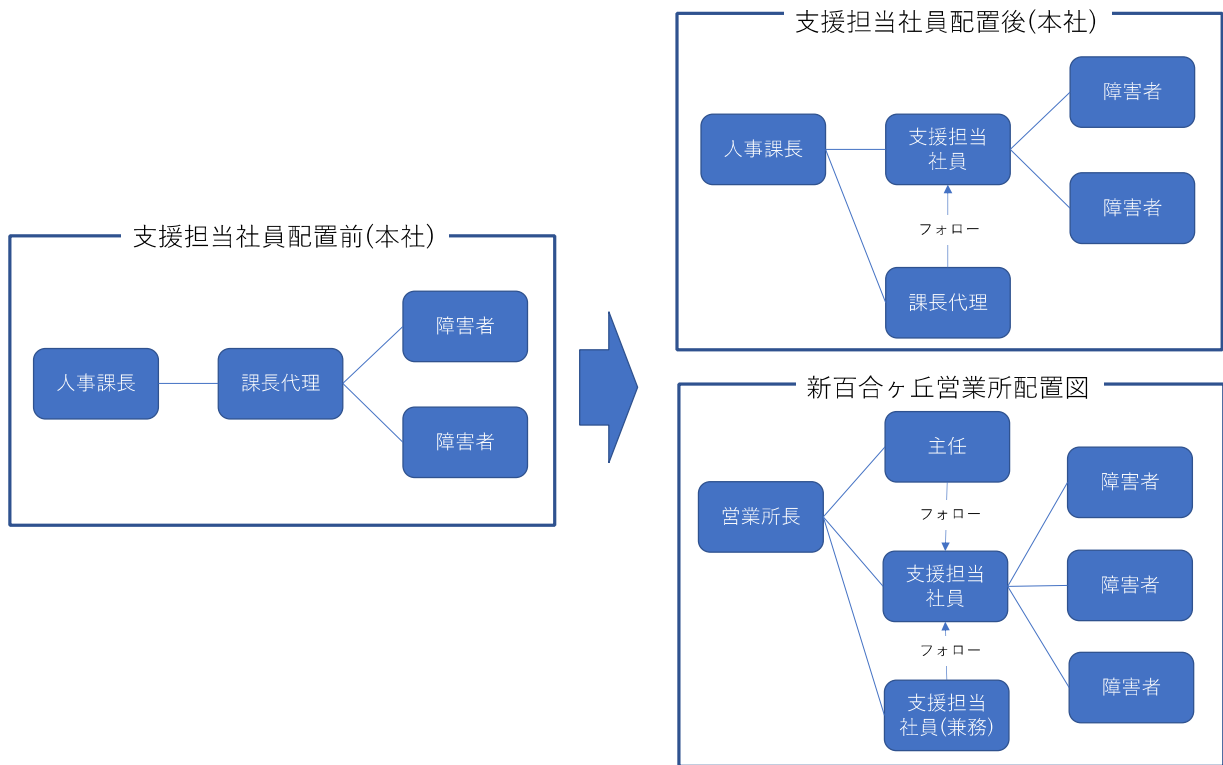 支援担当社員配置前(本社)
人事課長
課長代理
障害者
障害者
支援担当社員配置後(本社)
人事課長
支援担当
社員
障害者
障害者
フォロー
課長代理
新百合ヶ丘営業所配置図
営業所長
主任
フォロー
支援担当
社員
フォロー
支援担当
社員(兼務)
障害者
障害者
障害者